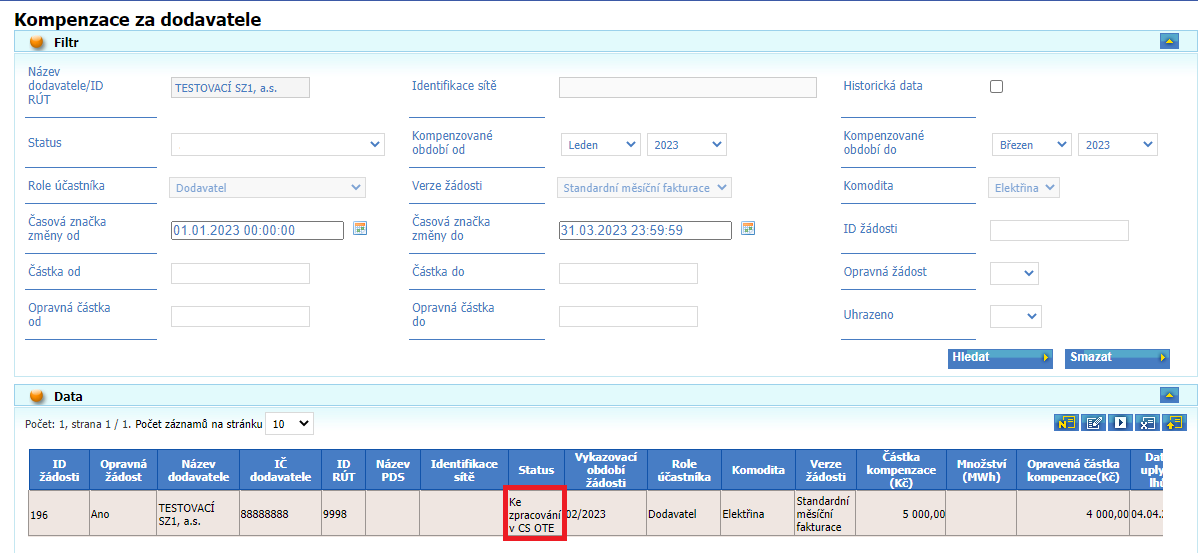 Kompenzace za dodavatele
Filtr
Název
dodavatele/ID
RÚT
TESTOVACÍ SZ1, a.s.
Identifikace sítě
Historická data
Status
Kompenzované
období od
Leden
2023
Kompenzované
období do
Březen
2023
Role účastníka
Dodavatel
Verze žádosti
Standardní měsíční fakturace
Komodita
Elektřina
Časová značka
změny od
01.01.2023 00:00:00
Časová značka
změny do
31.03.2023 23:59:59
ID žádosti
Částka od
Částka do
Opravná žádost
Opravná částka
od
Opravná částka
do
Uhrazeno
Hledat
Smazat
Data
Počet: 1, strana 1 / 1. Počet záznamů na stránku 10
ID
žádosti
Opravná
žádost
Název
dodavatele
IČ
dodavatele
ID
RÚT
Název
PDS
Identifikace
sítě
Status
Vykazovací
období
žádosti
Role
účastníka
Komodita
Verze
žádosti
Částka
kompenzace
(Kč)
Množství
(MWh)
Opravená částka
kompenzace(Kč)
196
Ano
TESTOVACÍ
SZ1, a.s.
88888888
9998
Ke
zpracování
v CS OTE
02/2023
Dodavatel
Elektřina
Standardní
měsíční
fakturace
5 000,00
4 000,00
04.04.